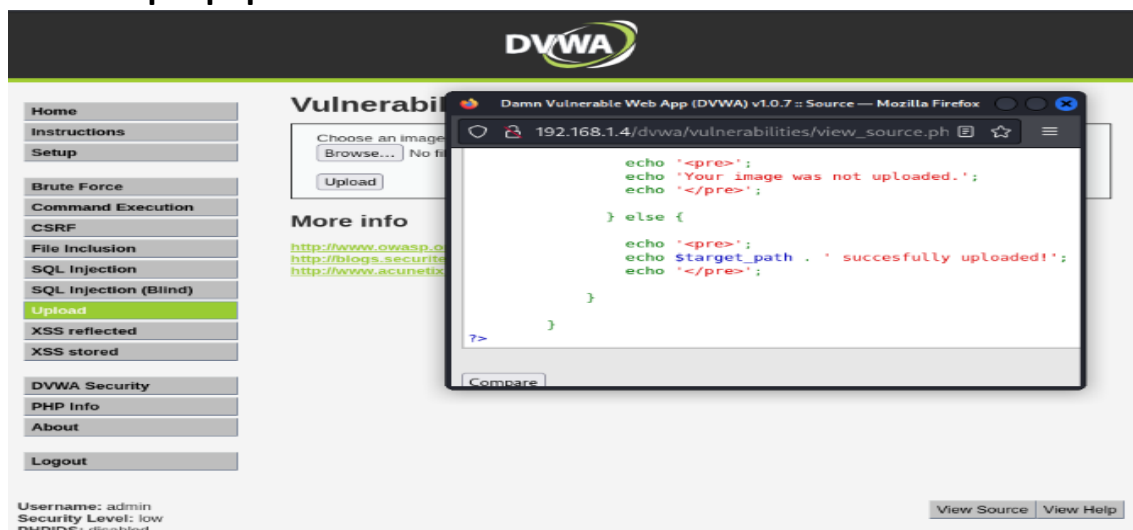 DVWA
Home
Instructions
Setup
Brute Force
Command Execution
CSRF
File Inclusion
SQL Injection
SQL Injection (Blind)
Upload
XSS reflected
XSS stored
DVWA Security
PHP Info
About
Logout
Username: admin
Security Level: low
PHPIDS: disabled
Vulnerabil
Choose an image
Browse... No fi
Upload
More info
http://www.owasp.o
http://blogs.securite
http://www.acunetix
Damn Vulnerable Web App (DVWA) v1.0.7 :: Source — Mozilla Firefox
192.168.1.4/dvwa/vulnerabilities/view_source.ph
echo '<pre>';
echo 'Your image was not uploaded.';
echo '</pre>';
} else {
echo '<pre>';
echo $target_path . ' succesfully uploaded!';
echo '</pre>';
}
}
?>
Compare
View Source View Help